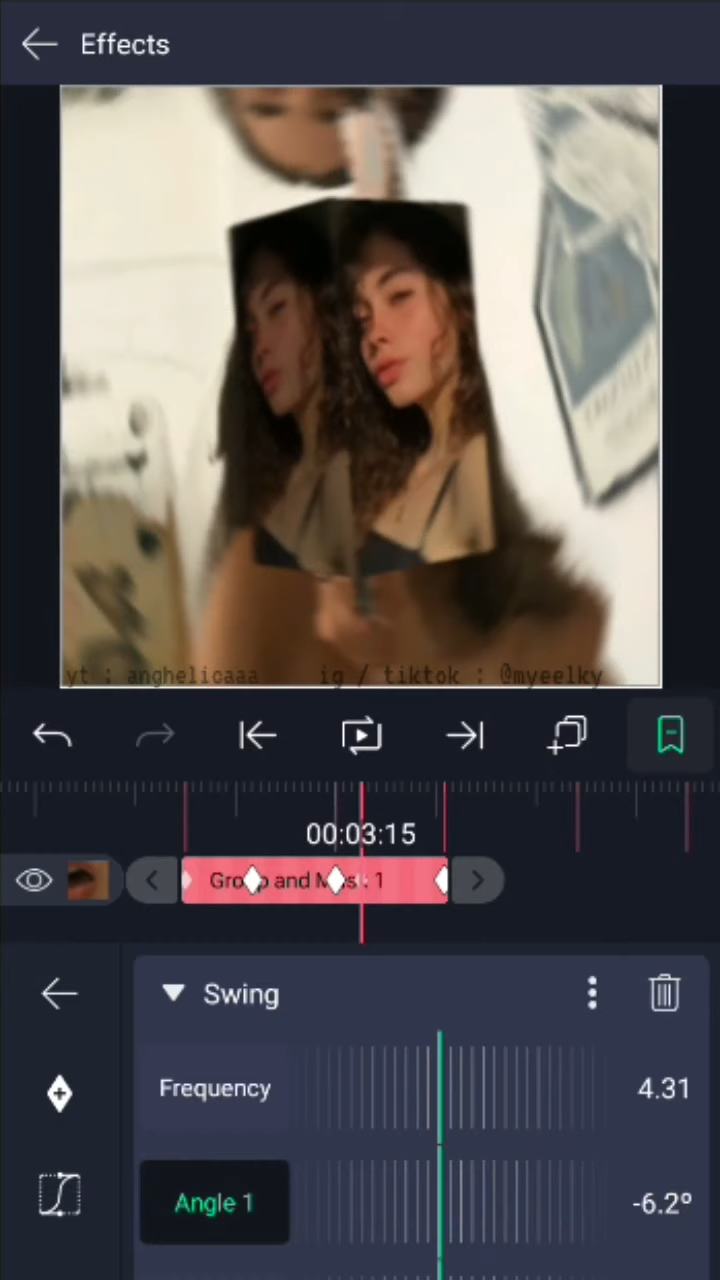 Effects
yt : anghelicaaa ig / tiktok : @myeelky
00:03:15
Group and Mask 1
Swing
Frequency 4.31
Angle 1 -6.2º